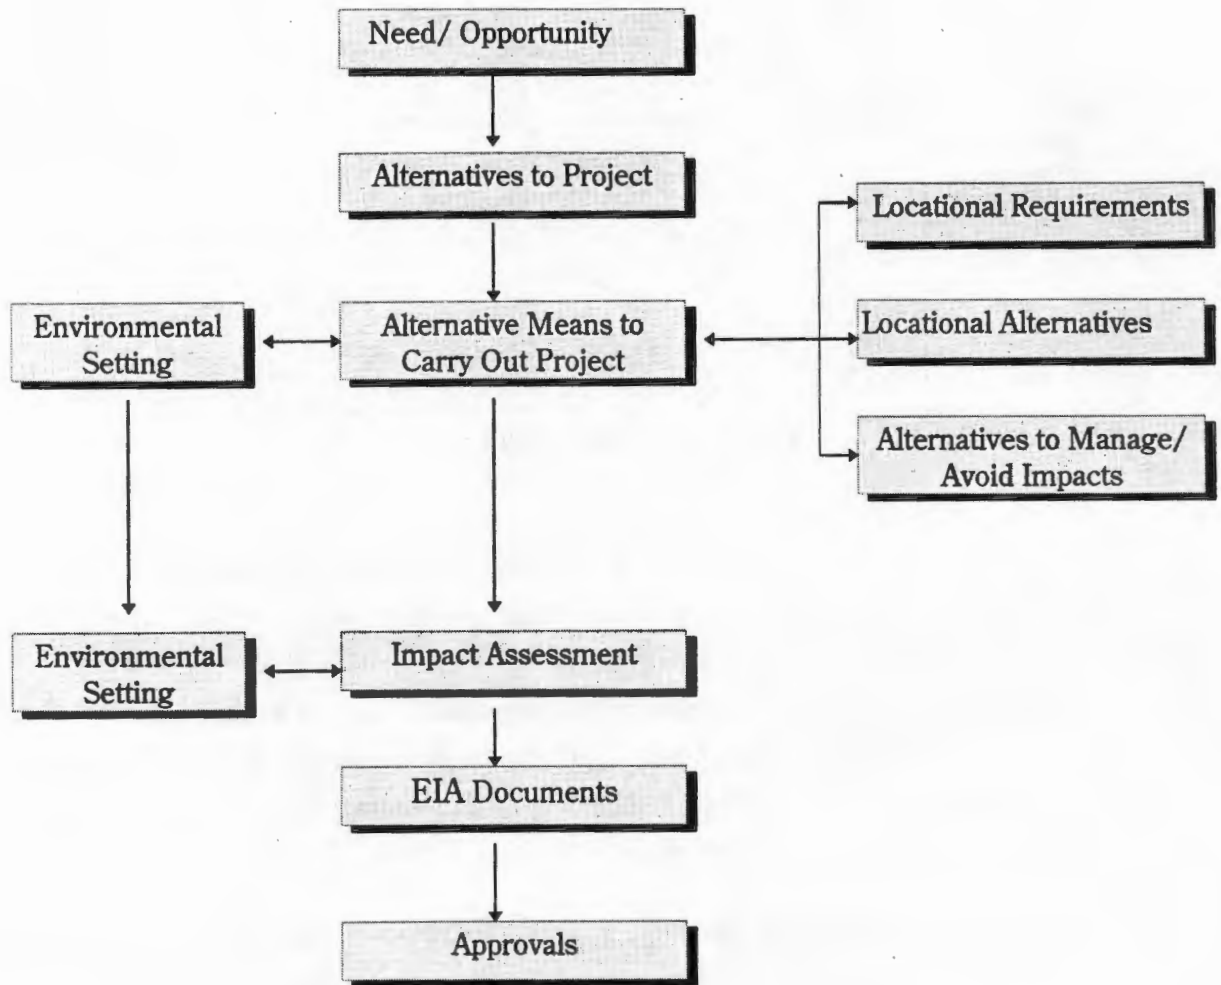 Need/ Opportunity
Alternatives to Project
Locational Requirements
Environmental
Setting
Alternative Means to
Carry Out Project
Locational Alternatives
Alternatives to Manage/
Avoid Impacts
Environmental
Setting
Impact Assessment
EIA Documents
Approvals